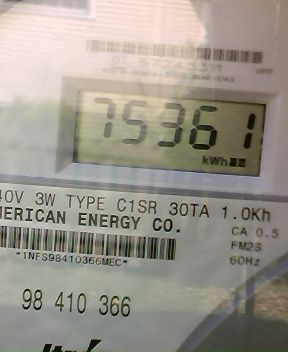 75361
kWh
40V 3W TYPE C1SR 30TA 1.0Kh
MERICAN ENERGY CO.
CA 0.5
FM2S
*1NFS98410366MEC*
60Hz
98 410 366